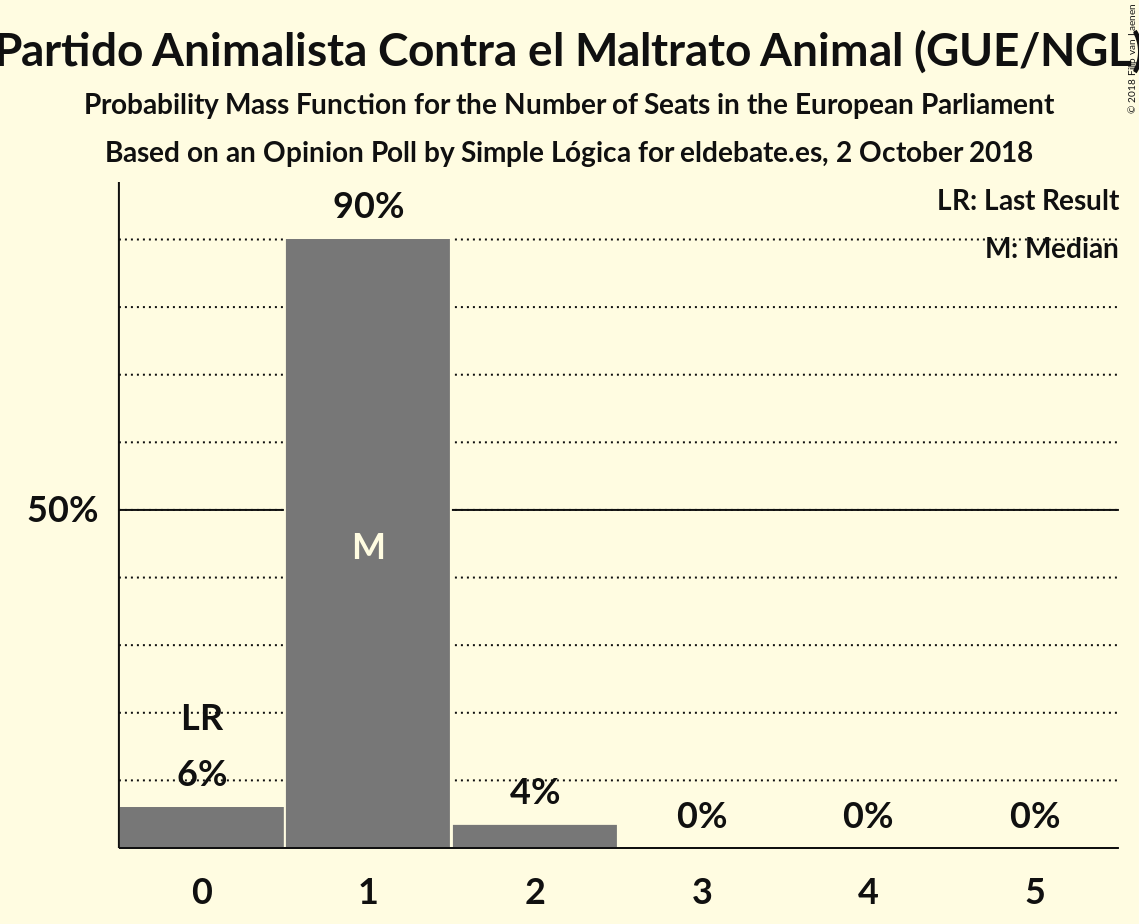 Partido Animalista Contra el Maltrato Animal (GUE/NGL)
Probability Mass Function for the Number of Seats in the European Parliament
Based on an Opinion Poll by Simple Lógica for eldebate.es, 2 October 2018
© 2018 Filip van Laenen
LR: Last Result
M: Median
90%
50%
M
LR
6%
4%
0% 0% 0%
0 1 2 3 4 5